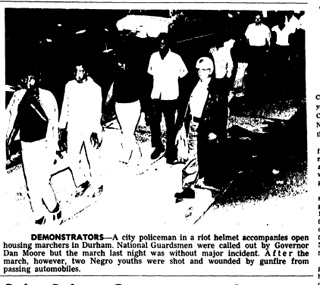 DEMONSTRATORS—A city policeman in a riot helmet accompanies open
housing marchers in Durham. National Guardsmen were called out by Governor
Dan Moore but the march last night was without major incident. After the
march, however, two Negro youths were shot and wounded by gunfire from
passing automobiles.